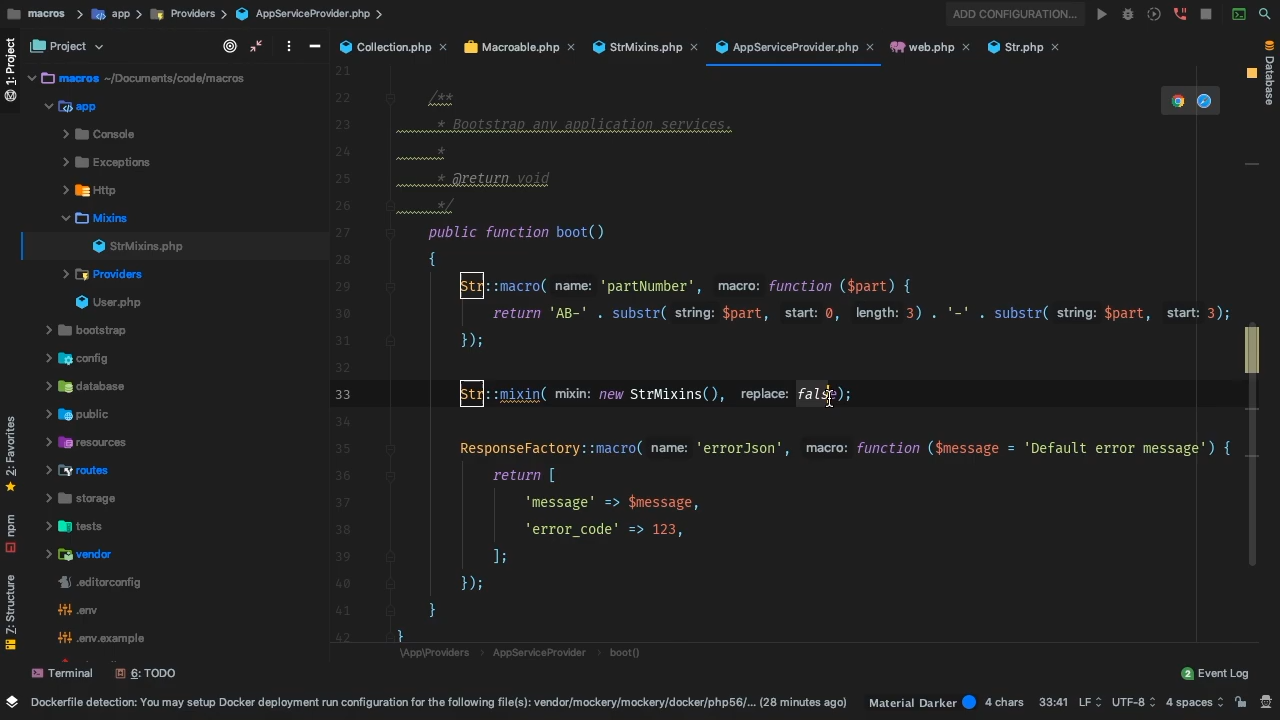 macros app Providers AppServiceProvider.php ADD CONFIGURATION...
Project Collection.php Macroable.php StrMixins.php AppServiceProvider.php web.php Str.php
1: Project
2: Favorites
npm
7: Structure
Database
macros ~/Documents/code/macros
app
Console
Exceptions
Http
Mixins
StrMixins.php
Providers
User.php
bootstrap
config
database
public
resources
routes
storage
tests
vendor
.editorconfig
.env
.env.example
21
22 /**
23 * Bootstrap any application services.
24 *
25 * @return void
26 */
27 public function boot()
28 {
29 Str::macro( name: 'partNumber', macro: function ($part) {
30 return 'AB-' . substr( string: $part, start: 0, length: 3) . '-' . substr( string: $part, start: 3);
31 });
32
33 Str::mixin( mixin: new StrMixins(), replace: false);
34
35 ResponseFactory::macro( name: 'errorJson', macro: function ($message = 'Default error message') {
36 return [
37 'message' => $message,
38 'error_code' => 123,
39 ];
40 });
41 }
42 }
\App\Providers AppServiceProvider boot()
Terminal 6: TODO 2 Event Log
Dockerfile detection: You may setup Docker deployment run configuration for the following file(s): vendor/mockery/mockery/docker/php56/... (28 minutes ago) Material Darker 4 chars 33:41 LF UTF-8 4 spaces